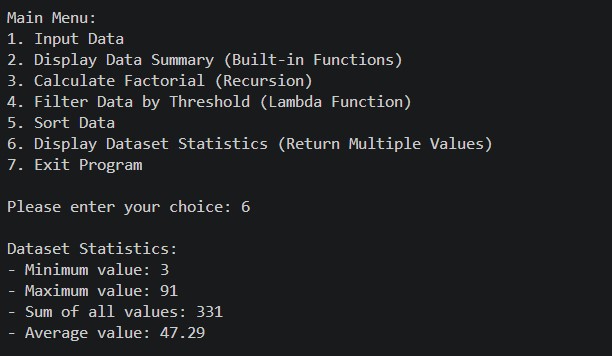 Main Menu:
1. Input Data
2. Display Data Summary (Built-in Functions)
3. Calculate Factorial (Recursion)
4. Filter Data by Threshold (Lambda Function)
5. Sort Data
6. Display Dataset Statistics (Return Multiple Values)
7. Exit Program
Please enter your choice: 6
Dataset Statistics:
- Minimum value: 3
- Maximum value: 91
- Sum of all values: 331
- Average value: 47.29